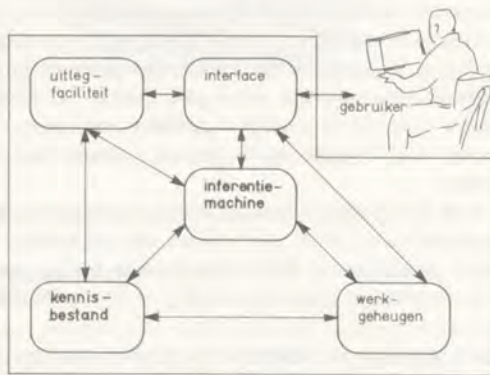 uitleg-
faciliteit
interface
gebruiker
inferentie-
machine
kennis-
bestand
werk-
geheugen